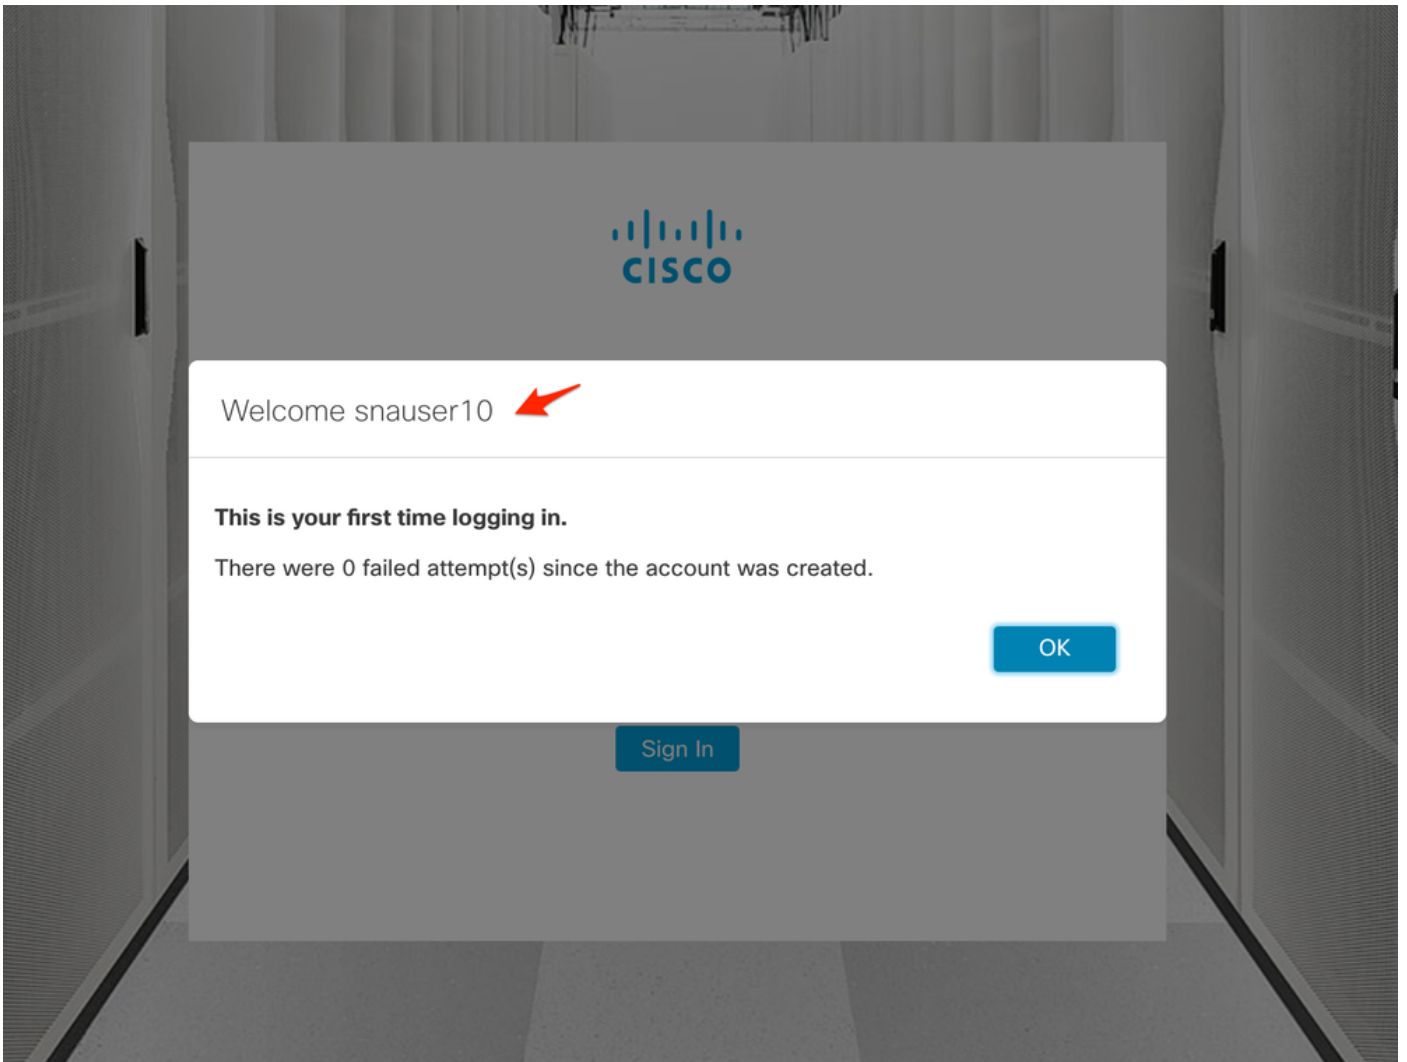 CISCO
Welcome snauser10
This is your first time logging in.
There were 0 failed attempt(s) since the account was created.
OK
Sign In